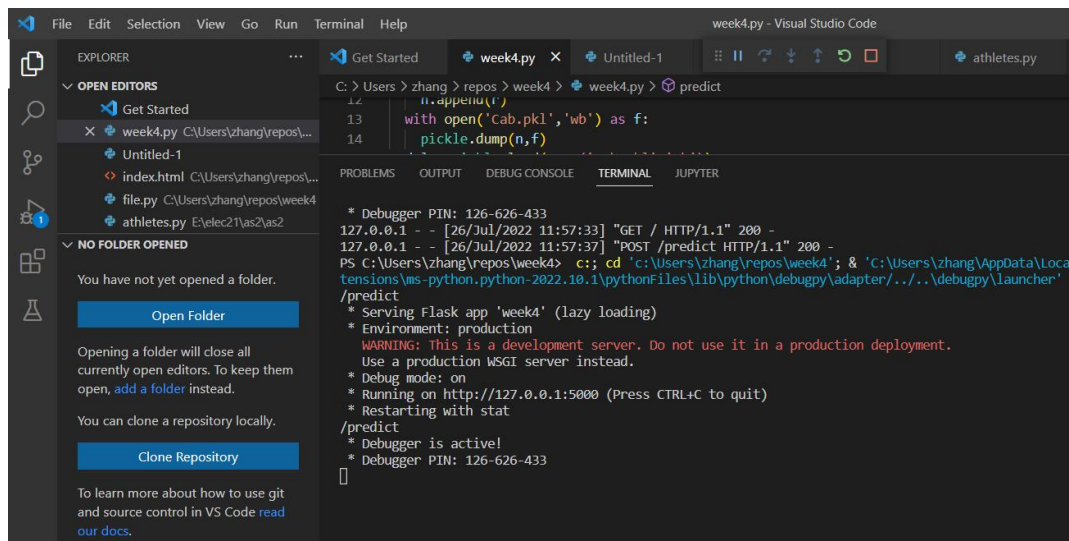 File Edit Selection View Go Run Terminal Help
week4.py - Visual Studio Code
EXPLORER
OPEN EDITORS
Get Started
week4.py C:\Users\zhang\repos\...
Untitled-1
index.html C:\Users\zhang\repos\...
file.py C:\Users\zhang\repos\week4
athletes.py E:\elec21\as2\as2
1
NO FOLDER OPENED
You have not yet opened a folder.
Open Folder
Opening a folder will close all
currently open editors. To keep them
open, add a folder instead.
You can clone a repository locally.
Clone Repository
To learn more about how to use git
and source control in VS Code read
our docs.
Get Started week4.py Untitled-1 athletes.py
C: > Users > zhang > repos > week4 > week4.py > predict
12 n.append(r)
13 with open('Cab.pkl','wb') as f:
14 pickle.dump(n,f)
PROBLEMS OUTPUT DEBUG CONSOLE TERMINAL JUPYTER
* Debugger PIN: 126-626-433
127.0.0.1 - - [26/Jul/2022 11:57:33] "GET / HTTP/1.1" 200 -
127.0.0.1 - - [26/Jul/2022 11:57:37] "POST /predict HTTP/1.1" 200 -
PS C:\Users\zhang\repos\week4> c:; cd 'c:\Users\zhang\repos\week4'; & 'C:\Users\zhang\AppData\Loca
tensions\ms-python.python-2022.10.1\pythonFiles\lib\python\debugpy\adapter/../..\debugpy\launcher'
/predict
* Serving Flask app 'week4' (lazy loading)
* Environment: production
WARNING: This is a development server. Do not use it in a production deployment.
Use a production WSGI server instead.
* Debug mode: on
* Running on http://127.0.0.1:5000 (Press CTRL+C to quit)
* Restarting with stat
/predict
* Debugger is active!
* Debugger PIN: 126-626-433